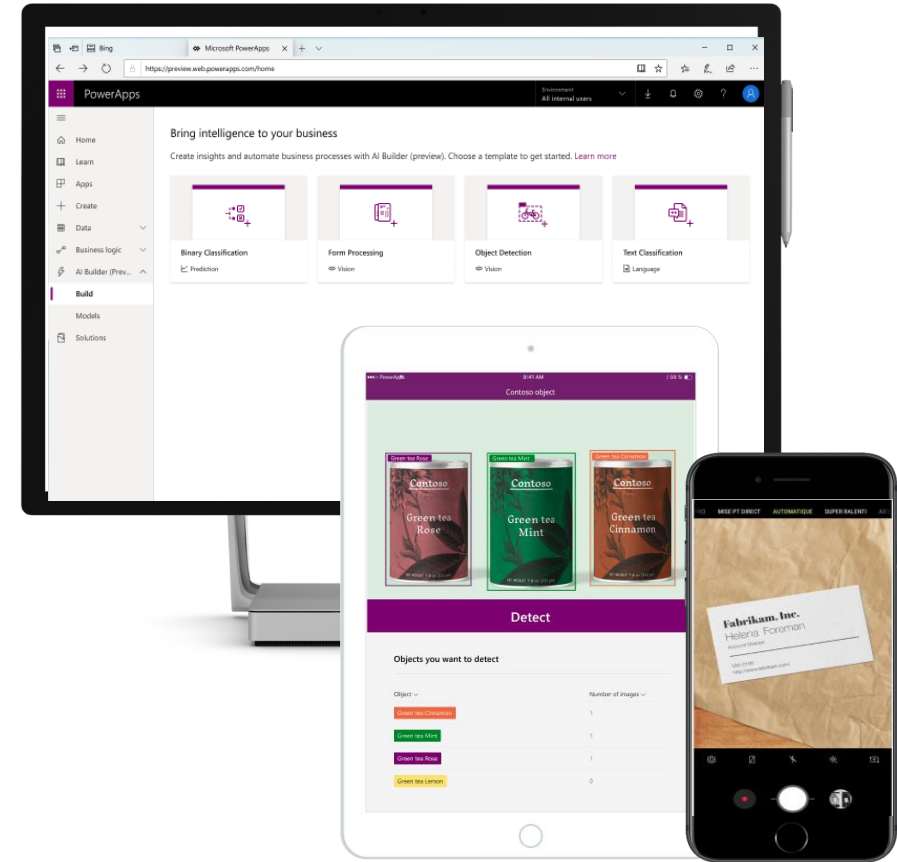 Bing
Microsoft PowerApps
https://preview.web.powerapps.com/home
PowerApps
Environment
All internal users
Home
Learn
Apps
Create
Data
Business logic
AI Builder (Prev...
Build
Models
Solutions
Bring intelligence to your business
Create insights and automate business processes with AI Builder (preview). Choose a template to get started. Learn more
Binary Classification
Prediction
Form Processing
Vision
Object Detection
Vision
Text Classification
Language
PowerApps
9:41 AM
Contoso object
Green tea Rose
Green tea Mint
Green tea Cinnamon
Contoso
Green tea
Rose
Contoso
Green tea
Mint
Contoso
Green tea
Cinnamon
Detect
Objects you want to detect
Object
Number of images
Green tea Cinnamon
1
Green tea Mint
1
Green tea Rose
1
Green tea Lemon
0
MISE PT DIRECT
AUTOMATIQUE
SUPER RALENTI
Fabrikam. Inc.
Helena Foreman